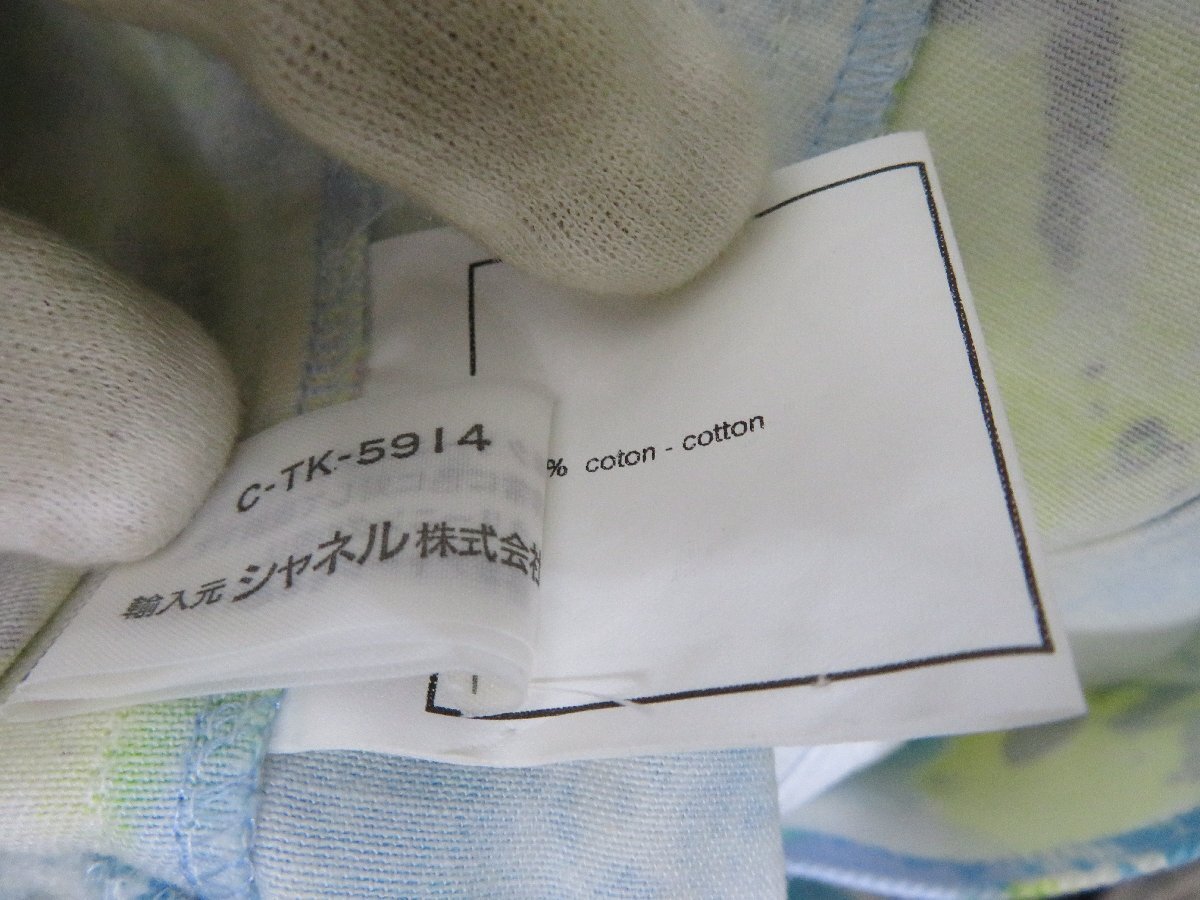 C-TK-5914
輸入元 シャネル 株式会社
% coton - cotton